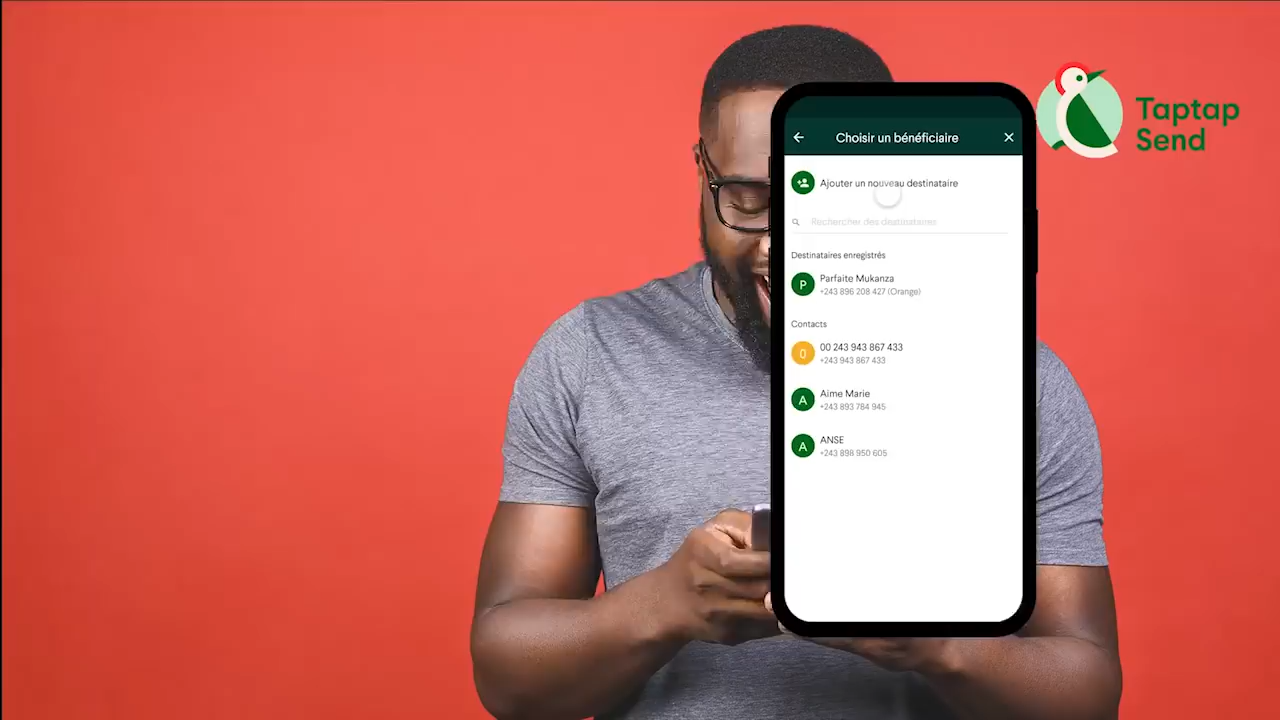 Taptap
Send
Choisir un bénéficiaire
Ajouter un nouveau destinataire
Rechercher des destinataires
Destinataires enregistrés
P
Parfaite Mukanza
+243 896 208 427 (Orange)
Contacts
0
00 243 943 867 433
+243 943 867 433
A
Aime Marie
+243 893 784 945
A
ANSE
+243 898 950 605